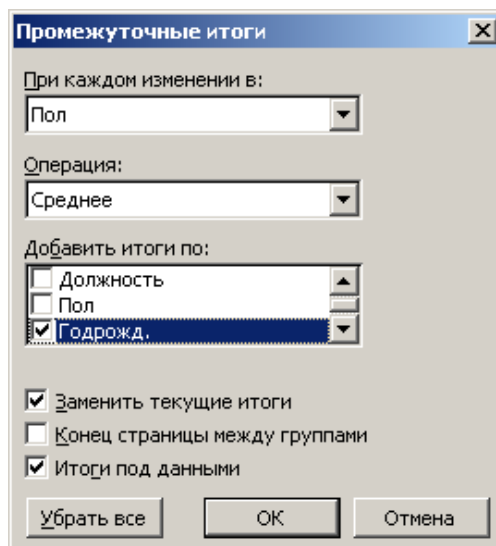 Промежуточные итоги
При каждом изменении в:
Пол
Операция:
Среднее
Добавить итоги по:
Должность
Пол
Годрожд.
Заменить текущие итоги
Конец страницы между группами
Итоги под данными
Убрать все ОК Отмена